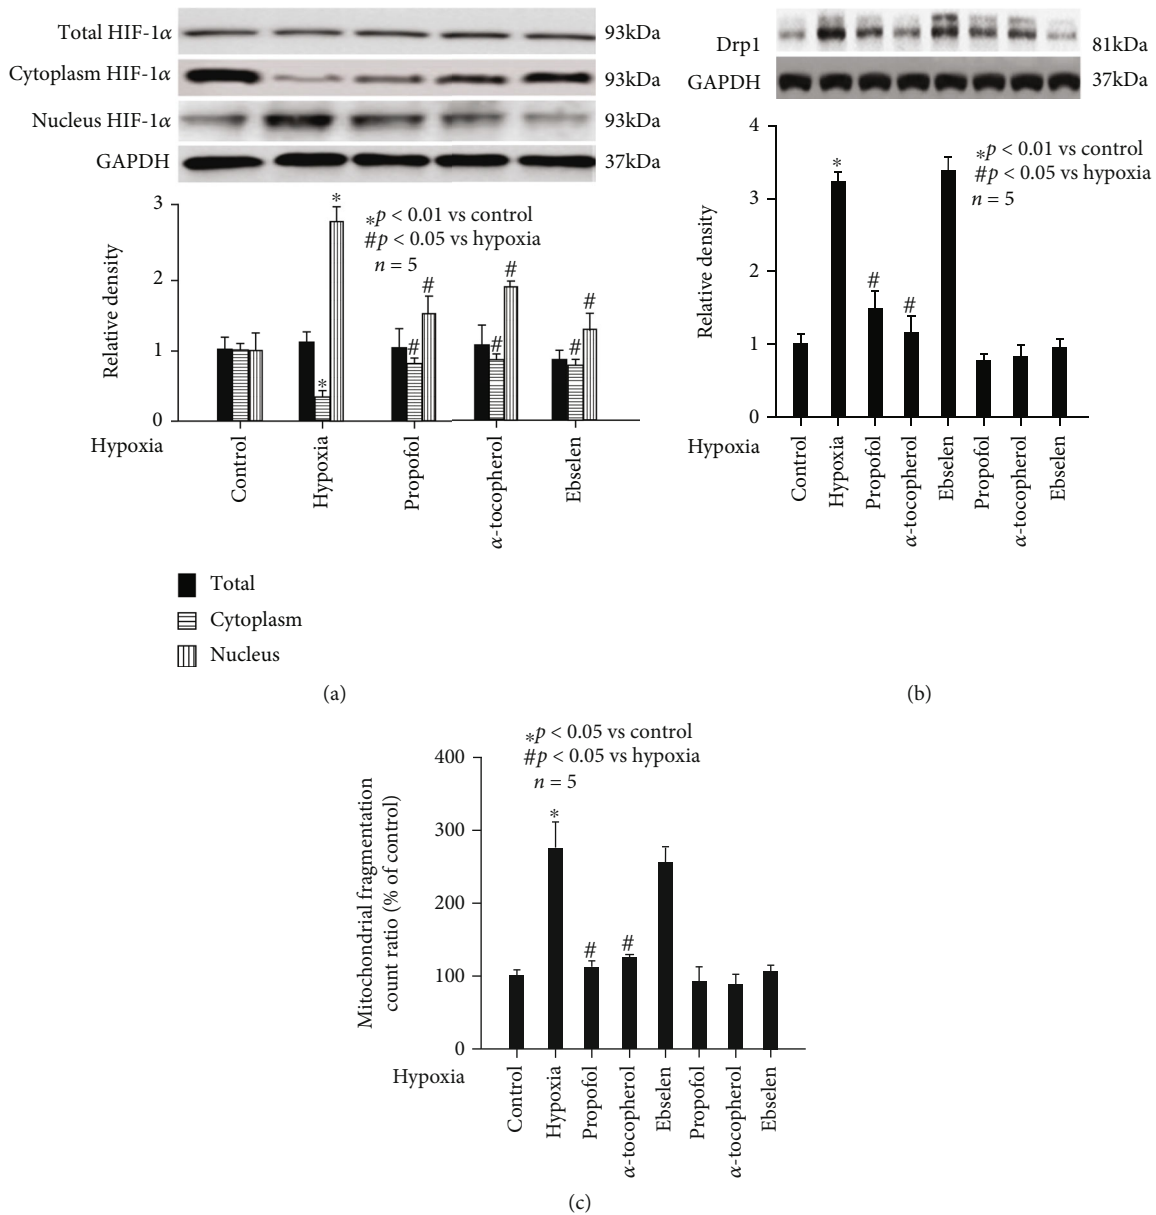 Total HIF-1α 93kDa
Cytoplasm HIF-1α 93kDa
Nucleus HIF-1α 93kDa
GAPDH 37kDa
3
2
1
0
Relative density
*p < 0.01 vs control
#p < 0.05 vs hypoxia
n = 5
*
*
#
#
#
#
#
#
Hypoxia
Control
Hypoxia
Propofol
α-tocopherol
Ebselen
Total
Cytoplasm
Nucleus
(a)
Drp1 81kDa
GAPDH 37kDa
4
3
2
1
0
Relative density
*p < 0.01 vs control
#p < 0.05 vs hypoxia
n = 5
*
#
#
Hypoxia
Control
Hypoxia
Propofol
α-tocopherol
Ebselen
Propofol
α-tocopherol
Ebselen
(b)
400
300
200
100
0
Mitochondrial fragmentation
count ratio (% of control)
*p < 0.05 vs control
#p < 0.05 vs hypoxia
n = 5
*
#
#
Hypoxia
Control
Hypoxia
Propofol
α-tocopherol
Ebselen
Propofol
α-tocopherol
Ebselen
(c)